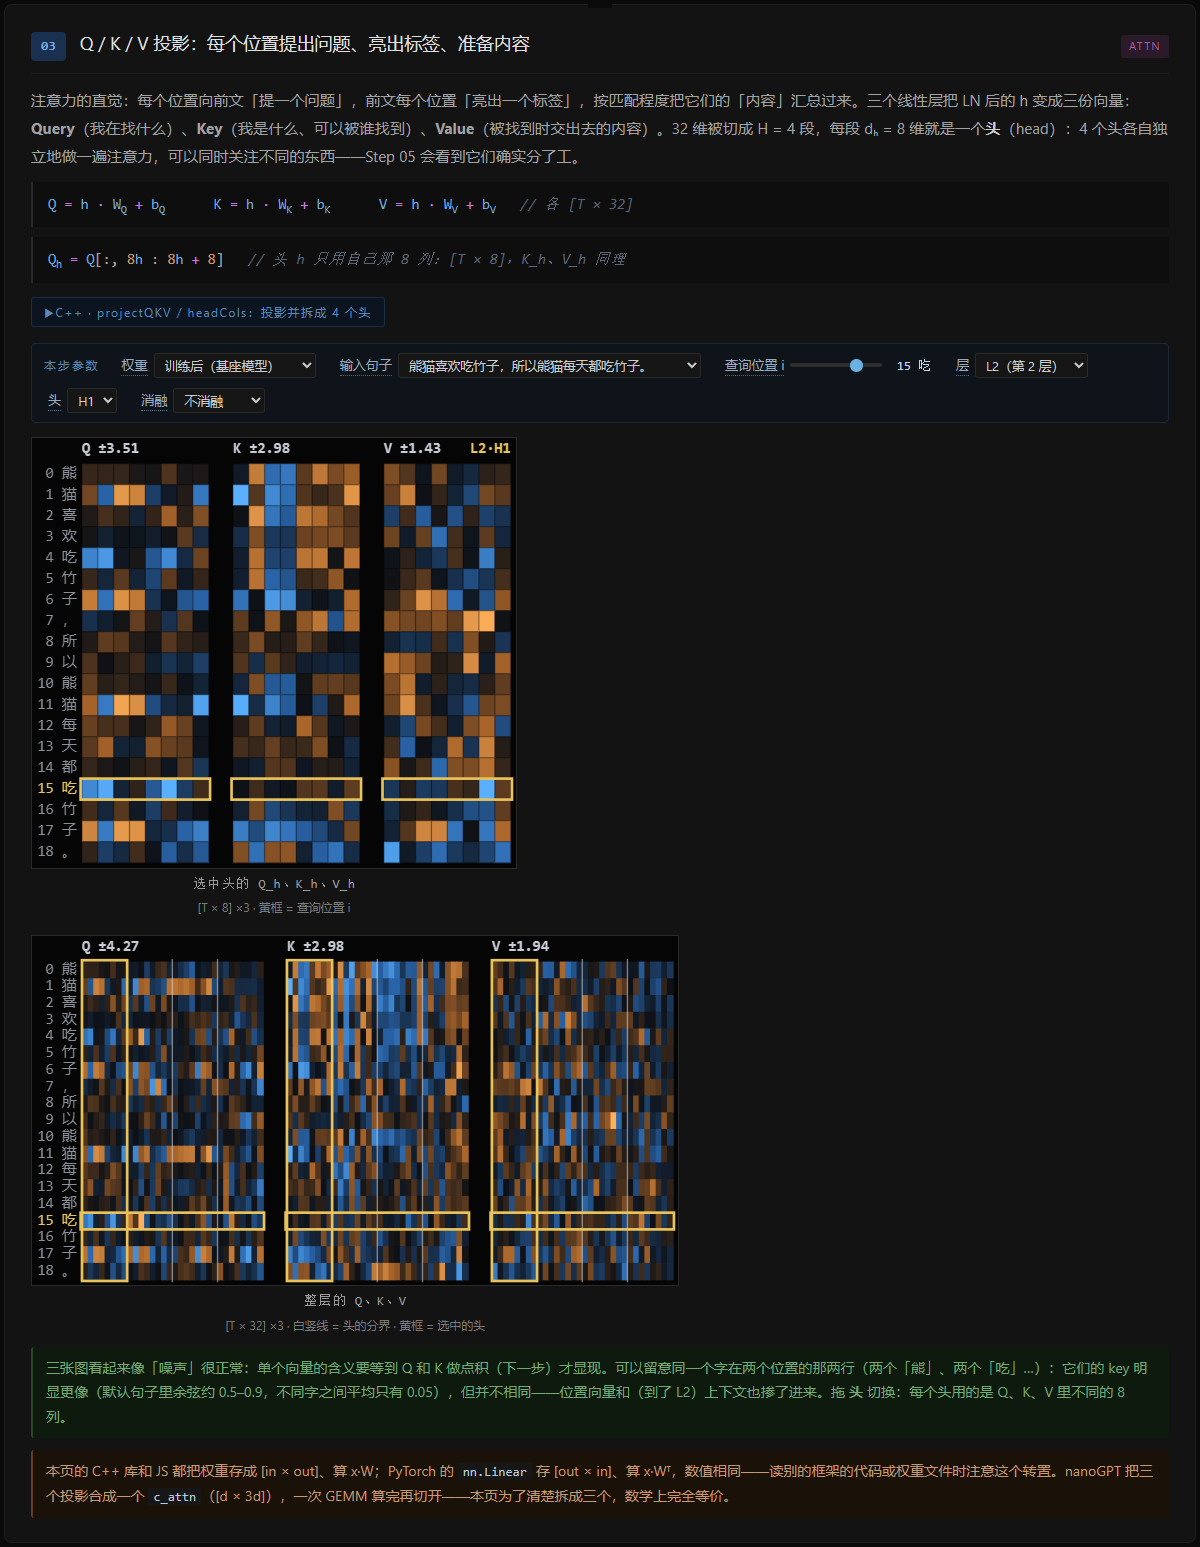 03 Q / K / V 投影：每个位置提出问题、亮出标签、准备内容 ATTN
注意力的直觉：每个位置向前文「提一个问题」，前文每个位置「亮出一个标签」，按匹配程度把它们的「内容」汇总过来。三个线性层把 LN 后的 h 变成三份向量：
Query（我在找什么）、Key（我是什么、可以被谁找到）、Value（被找到时交出去的内容）。32 维被切成 H = 4 段，每段 dₕ = 8 维就是一个头（head）：4 个头各自独
立地做一遍注意力，可以同时关注不同的东西——Step 05 会看到它们确实分了工。
Q = h · W_Q + b_Q K = h · W_K + b_K V = h · W_V + b_V // 各 [T × 32]
Q_h = Q[:, 8h : 8h + 8] // 头 h 只用自己那 8 列：[T × 8]，K_h、V_h 同理
▶C++ · projectQKV / headCols：投影并拆成 4 个头
本步参数 权重 训练后（基座模型） 输入句子 熊猫喜欢吃竹子，所以熊猫每天都吃竹子。 查询位置 i 15 吃 层 L2（第 2 层）
头 H1 消融 不消融
Q ±3.51 K ±2.98 V ±1.43 L2·H1
0 熊
1 猫
2 喜
3 欢
4 吃
5 竹
6 子
7 ，
8 所
9 以
10 熊
11 猫
12 每
13 天
14 都
15 吃
16 竹
17 子
18 。
选中头的 Q_h、K_h、V_h
[T × 8] ×3 · 黄框 = 查询位置 i
Q ±4.27 K ±2.98 V ±1.94
0 熊
1 猫
2 喜
3 欢
4 吃
5 竹
6 子
7 ，
8 所
9 以
10 熊
11 猫
12 每
13 天
14 都
15 吃
16 竹
17 子
18 。
整层的 Q、K、V
[T × 32] ×3 · 白竖线 = 头的分界 · 黄框 = 选中的头
三张图看起来像「噪声」很正常：单个向量的含义要等到 Q 和 K 做点积（下一步）才显现。可以留意同一个字在两个位置的那两行（两个「熊」、两个「吃」…）：它们的 key 明
显更像（默认句子里余弦约 0.5–0.9，不同字之间平均只有 0.05），但并不相同——位置向量和（到了 L2）上下文也掺了进来。拖 头 切换：每个头用的是 Q、K、V 里不同的 8
列。
本页的 C++ 库和 JS 都把权重存成 [in × out]、算 x·W；PyTorch 的 nn.Linear 存 [out × in]、算 x·Wᵀ，数值相同——读别的框架的代码或权重文件时注意这个转置。nanoGPT 把三
个投影合成一个 c_attn（[d × 3d]），一次 GEMM 算完再切开——本页为了清楚拆成三个，数学上完全等价。